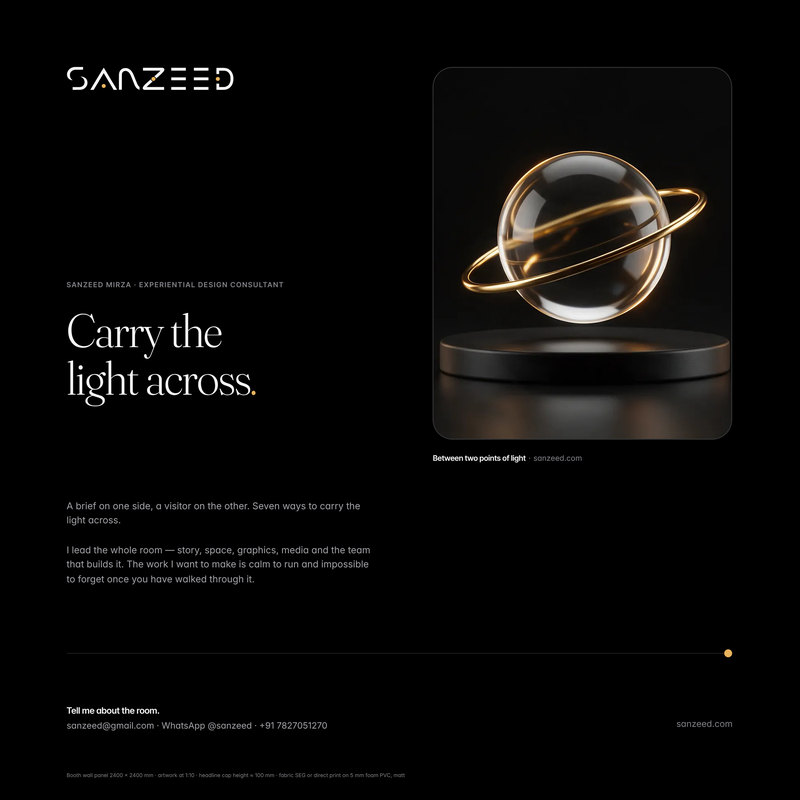 SANZEED
SANZEED MIRZA · EXPERIENTIAL DESIGN CONSULTANT
Carry the
light across.
Between two points of light · sanzeed.com
A brief on one side, a visitor on the other. Seven ways to carry the
light across.
I lead the whole room — story, space, graphics, media and the team
that builds it. The work I want to make is calm to run and impossible
to forget once you have walked through it.
Tell me about the room.
sanzeed@gmail.com · WhatsApp @sanzeed · +91 7827051270
sanzeed.com
Booth wall panel 2400 × 2400 mm · artwork at 1:10 · headline cap height ≈ 100 mm · fabric SEG or direct print on 5 mm foam PVC, matt